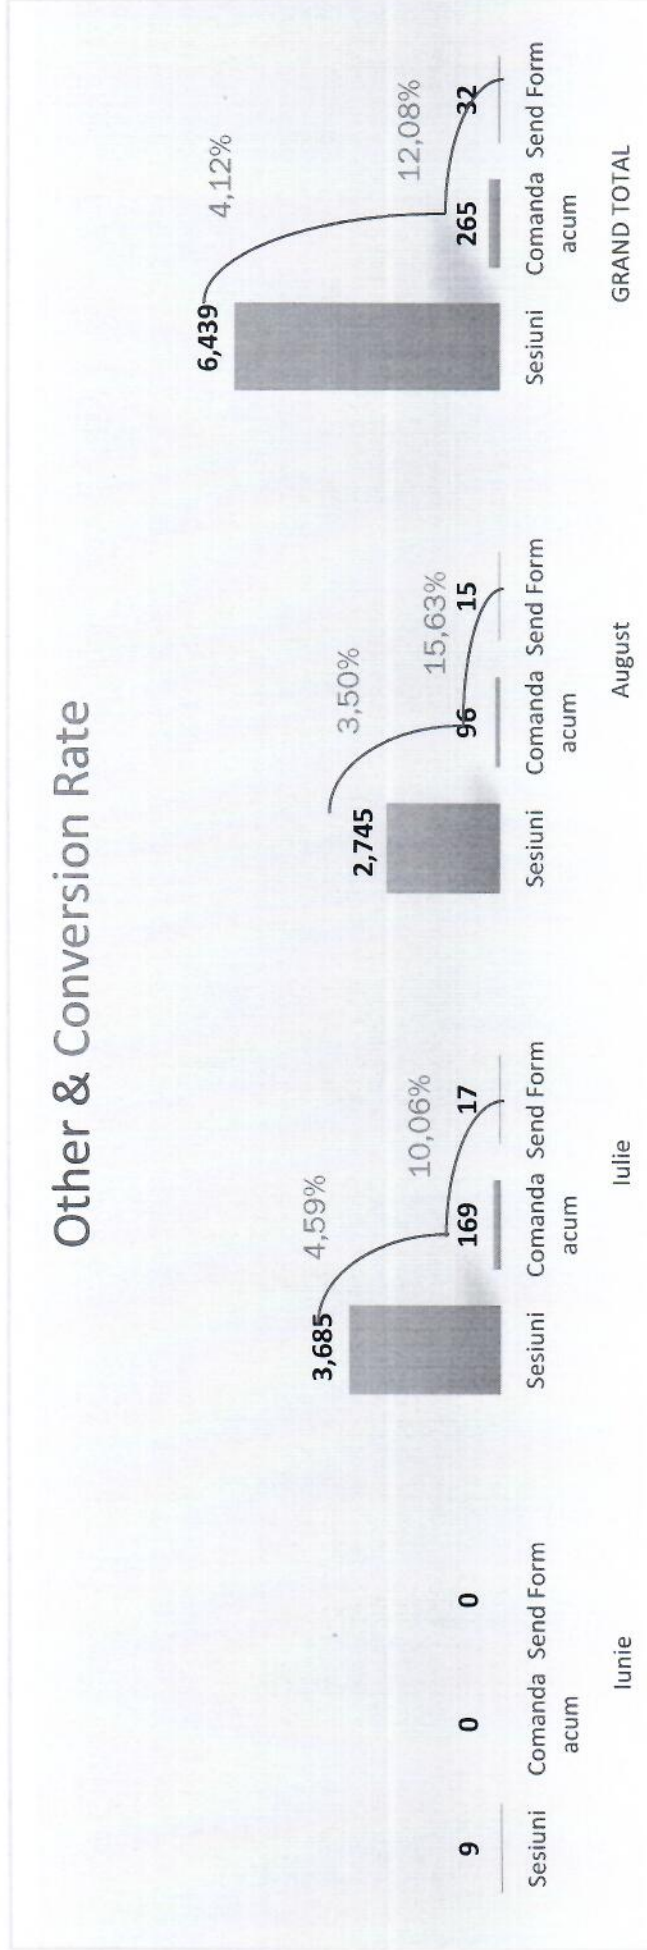 Other & Conversion Rate
9
0
0
Sesiuni
Comanda acum
Send Form
Iunie
3,685
4,59%
169
10,06%
17
Sesiuni
Comanda acum
Send Form
Iulie
2,745
3,50%
96
15,63%
15
Sesiuni
Comanda acum
Send Form
August
6,439
4,12%
265
12,08%
32
Sesiuni
Comanda acum
Send Form
GRAND TOTAL